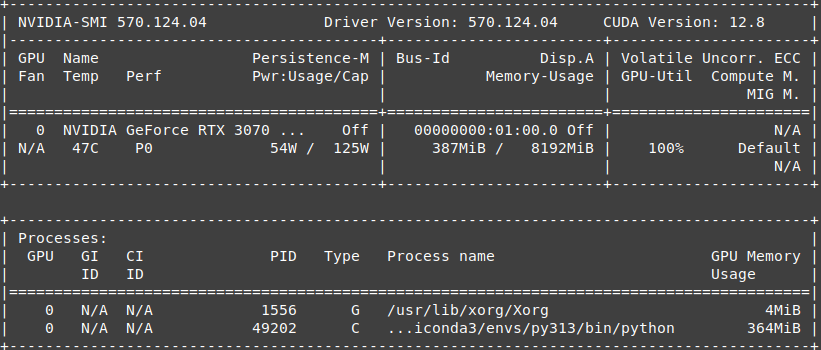 +-----------------------------------------------------------------------------------------+
| NVIDIA-SMI 570.124.04             Driver Version: 570.124.04     CUDA Version: 12.8     |
|-----------------------------------------+------------------------+----------------------+
| GPU  Name                 Persistence-M | Bus-Id          Disp.A | Volatile Uncorr. ECC |
| Fan  Temp   Perf          Pwr:Usage/Cap |           Memory-Usage | GPU-Util  Compute M. |
|                                         |                        |               MIG M. |
|=========================================+========================+======================|
|   0  NVIDIA GeForce RTX 3070 ...    Off |   00000000:01:00.0 Off |                  N/A |
| N/A   47C    P0             54W /  125W |     387MiB /   8192MiB |    100%      Default |
|                                         |                        |                  N/A |
+-----------------------------------------+------------------------+----------------------+
+-----------------------------------------------------------------------------------------+
| Processes:                                                                              |
|  GPU   GI   CI              PID   Type   Process name                        GPU Memory |
|        ID   ID                                                               Usage      |
|=========================================================================================|
|    0   N/A  N/A            1556      G   /usr/lib/xorg/Xorg                        4MiB |
|    0   N/A  N/A           49202      C   ...iconda3/envs/py313/bin/python        364MiB |
+-----------------------------------------------------------------------------------------+